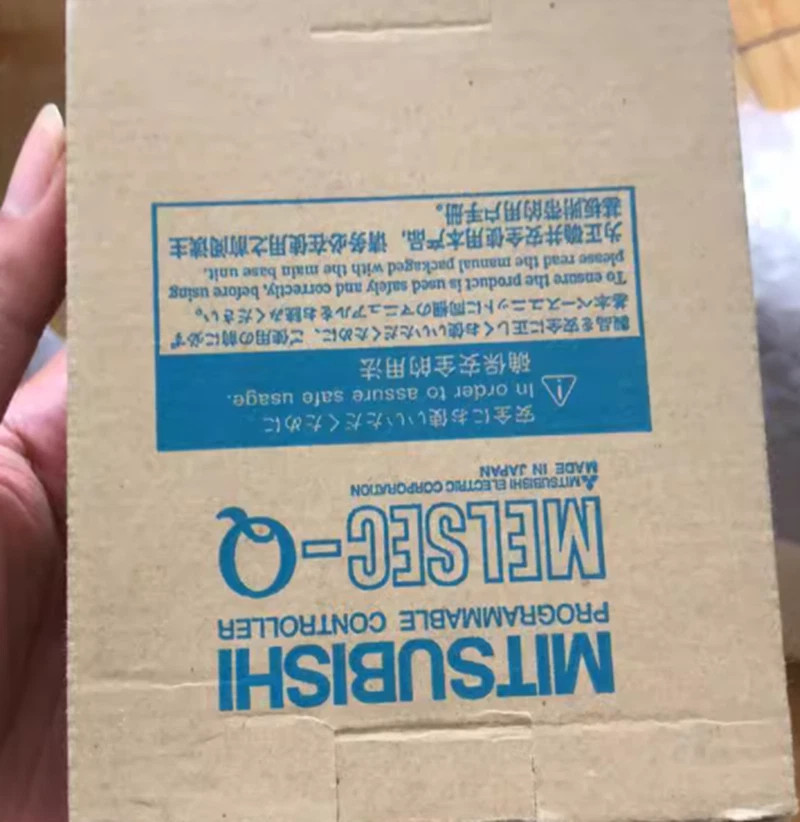 MITSUBISHI
PROGRAMMABLE CONTROLLER
MELSEC-Q
MITSUBISHI ELECTRIC CORPORATION
MADE IN JAPAN
安全にお使いいただくために
In order to assure safe usage.
确保安全的用法
製品を安全に正しくお使いいただくために、ご使用の前に必ず
基本ベースユニットに同梱のマニュアルをお読みください。
To ensure the product is used safely and correctly, before using
please read the manual packaged with the main base unit.
为正确并安全使用本产品，请务必在使用之前阅读主
基板附带的用户手册。